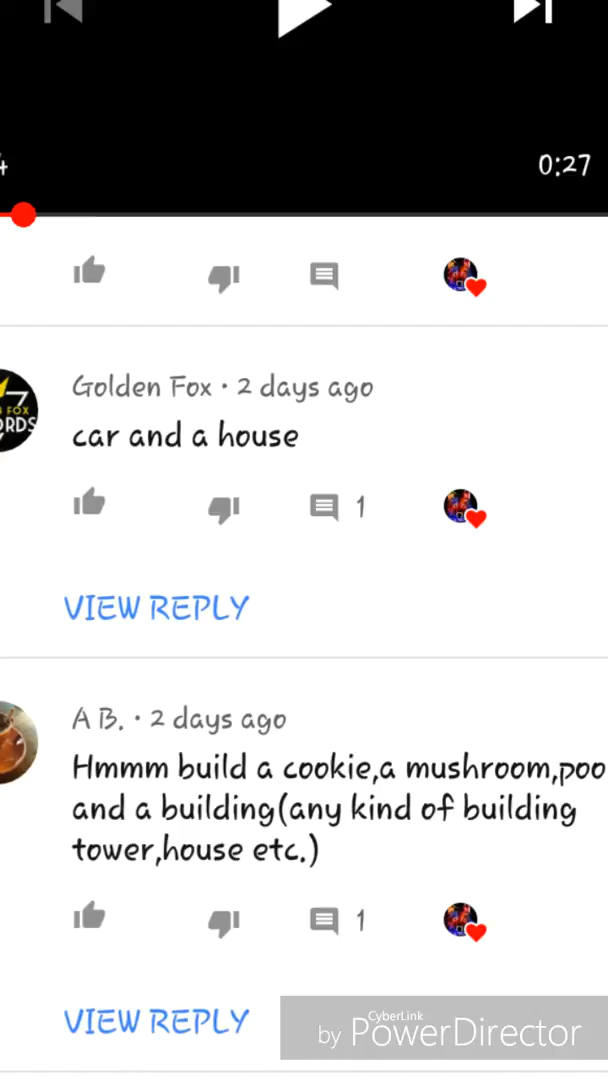 0:27
Golden Fox • 2 days ago
FOX
car and a house
1
VIEW REPLY
A B. • 2 days ago
Hmmm build a cookie,a mushroom,poo
and a building(any kind of building
tower,house etc.)
1
VIEW REPLY
CyberLink
by PowerDirector